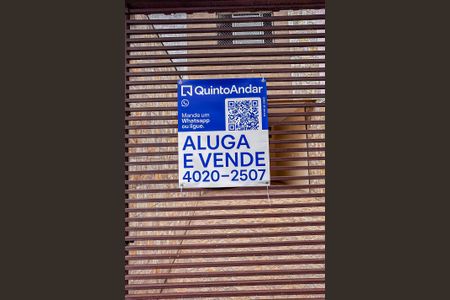 QuintoAndar
Manda um
Whatsapp
ou ligue.
ALUGA
E VENDE
4020-2507